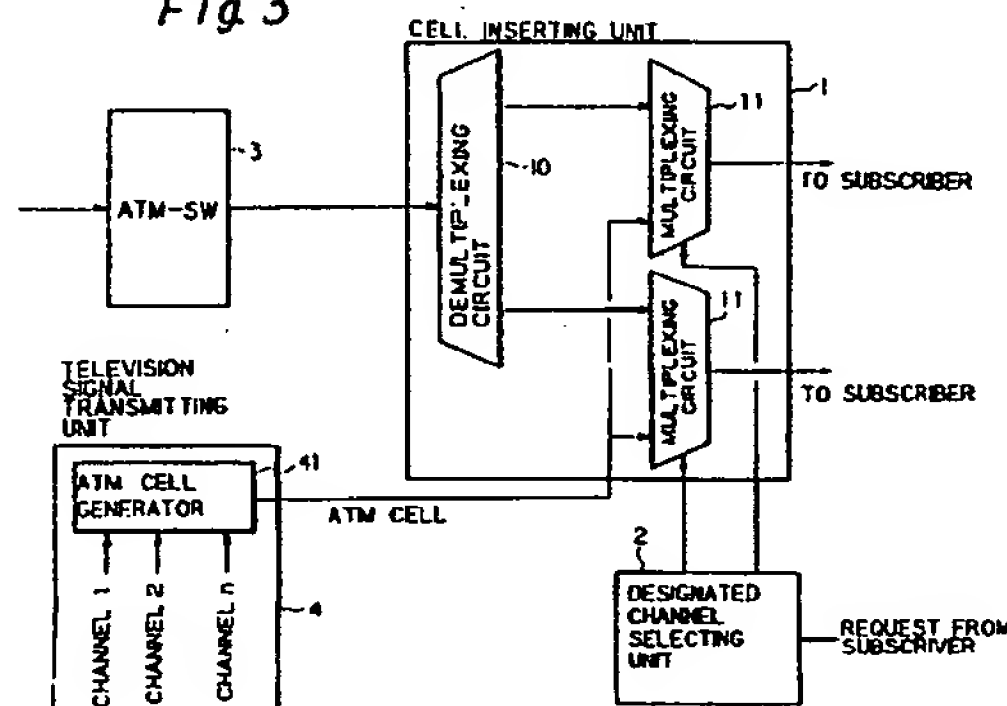 Fig. 3
CELL INSERTING UNIT
1
3
ATM-SW
DEMULTIPLEXING
CIRCUIT
10
MULTIPLEXING
CIRCUIT
11
TO SUBSCRIBER
MULTIPLEXING
CIRCUIT
11
TO SUBSCRIBER
TELEVISION
SIGNAL
TRANSMITTING
UNIT
41
ATM CELL
GENERATOR
ATM CELL
CHANNEL 1
CHANNEL 2
CHANNEL n
4
2
DESIGNATED
CHANNEL
SELECTING
UNIT
REQUEST FROM
SUBSCRIVER